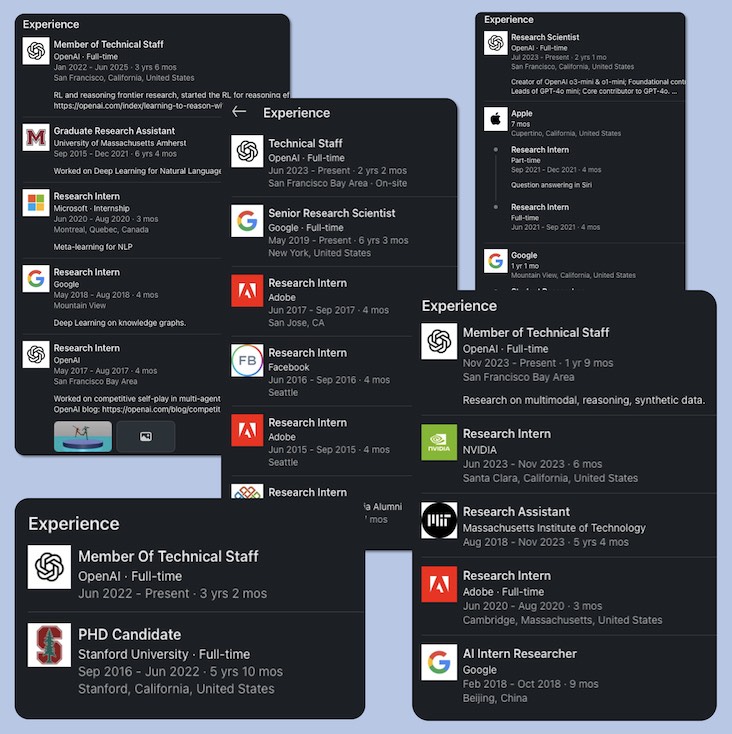 Experience
Member of Technical Staff
OpenAI · Full-time
Jan 2022 - Jun 2025 · 3 yrs 6 mos
San Francisco, California, United States
RL and reasoning frontier research, started the RL for reasoning
https://openai.com/index/learning-to-reason-
Graduate Research Assistant
University of Massachusetts Amherst
Sep 2015 - Dec 2021 · 6 yrs 4 mos
Worked on Deep Learning for Natural Language
Research Intern
Microsoft · Internship
Jun 2020 - Aug 2020 · 3 mos
Montreal, Quebec, Canada
Meta-learning for NLP
Research Intern
Google
May 2018 - Aug 2018 · 4 mos
Mountain View
Deep Learning on knowledge graphs.
Research Intern
OpenAI
May 2017 - Aug 2017 · 4 mos
San Francisco Bay Area
Worked on competitive self-play in multi-agent
OpenAI blog: https://openai.com/blog/competit
Experience
Technical Staff
OpenAI · Full-time
Jun 2023 - Present · 2 yrs 2 mos
San Francisco Bay Area · On-site
Senior Research Scientist
Google · Full-time
May 2019 - Present · 6 yrs 3 mos
New York, United States
Research Intern
Adobe
Jun 2017 - Sep 2017 · 4 mos
San Jose, CA
FB
Research Intern
Facebook
Jun 2016 - Sep 2016 · 4 mos
Seattle
Research Intern
Adobe
Jun 2015 - Sep 2015 · 4 mos
Seattle
Research Intern
Alumni
mos
Experience
Research Scientist
OpenAI · Full-time
Jul 2023 - Present · 2 yrs 1 mo
San Francisco, California, United States
Creator of OpenAI o3-mini & o1-mini; Foundational
Leads of GPT-4o mini; Core contributor to GPT-4o. ...
Apple
7 mos
Cupertino, California, United States
Research Intern
Part-time
Sep 2021 - Dec 2021 · 4 mos
Question answering in Siri
Research Intern
Full-time
Jun 2021 - Sep 2021 · 4 mos
Google
1 yr 1 mo
Mountain View, California, United States
Experience
Member of Technical Staff
OpenAI · Full-time
Nov 2023 - Present · 1 yr 9 mos
San Francisco Bay Area
Research on multimodal, reasoning, synthetic data.
NVIDIA
Research Intern
NVIDIA
Jun 2023 - Nov 2023 · 6 mos
Santa Clara, California, United States
Research Assistant
Massachusetts Institute of Technology
Aug 2018 - Nov 2023 · 5 yrs 4 mos
Research Intern
Adobe · Full-time
Jun 2020 - Aug 2020 · 3 mos
Cambridge, Massachusetts, United States
AI Intern Researcher
Google
Feb 2018 - Oct 2018 · 9 mos
Beijing, China
Experience
Member Of Technical Staff
OpenAI · Full-time
Jun 2022 - Present · 3 yrs 2 mos
PHD Candidate
Stanford University · Full-time
Sep 2016 - Jun 2022 · 5 yrs 10 mos
Stanford, California, United States